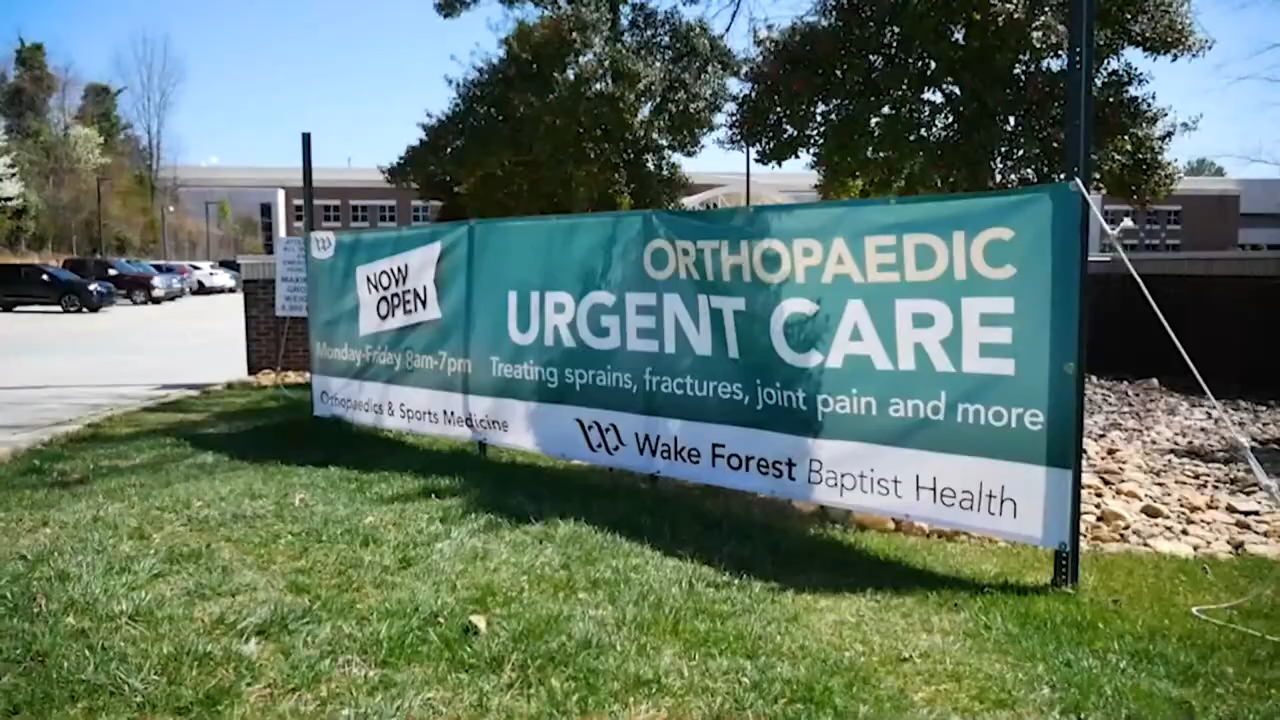 NOW
OPEN
Monday-Friday 8am-7pm
Orthopaedics & Sports Medicine
ORTHOPAEDIC
URGENT CARE
Treating sprains, fractures, joint pain and more
Wake Forest Baptist Health